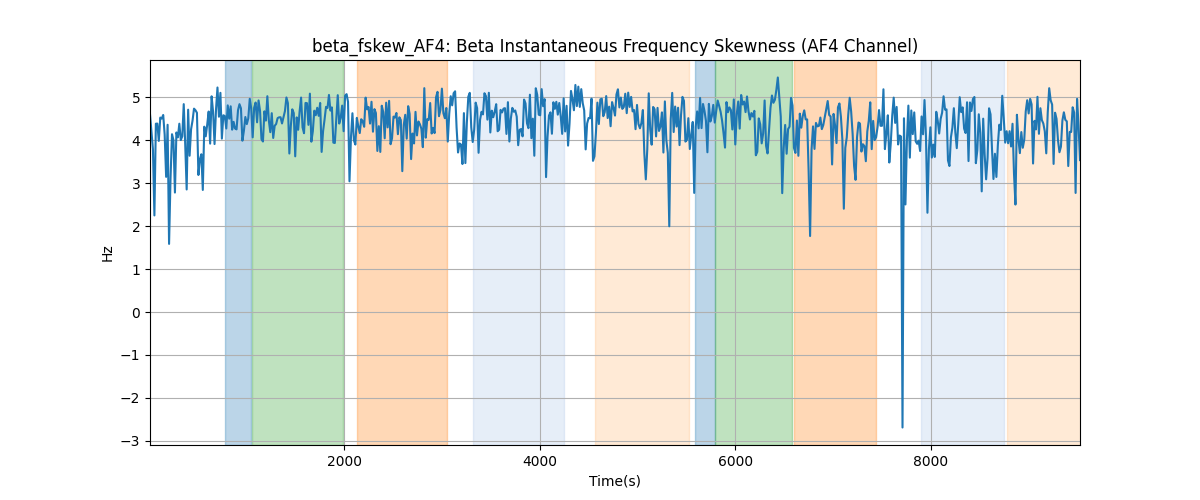 beta_fskew_AF4: Beta Instantaneous Frequency Skewness (AF4 Channel)
5
4
3
2
1
0
−1
−2
−3
Hz
2000 4000 6000 8000
Time(s)